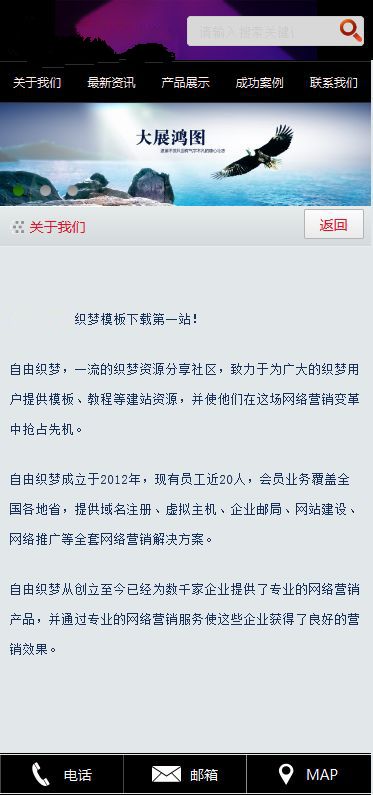 请输入搜索关键
关于我们 最新资讯 产品展示 成功案例 联系我们
大展鸿图
关于我们 返回
织梦模板下载第一站！
自由织梦，一流的织梦资源分享社区，致力于为广大的织梦用
户提供模板、教程等建站资源，并使他们在这场网络营销变革
中抢占先机。
自由织梦成立于2012年，现有员工近20人，会员业务覆盖全
国各地省，提供域名注册、虚拟主机、企业邮局、网站建设、
网络推广等全套网络营销解决方案。
自由织梦从创立至今已经为数千家企业提供了专业的网络营销
产品，并通过专业的网络营销服务使这些企业获得了良好的营
销效果。
电话 邮箱 MAP